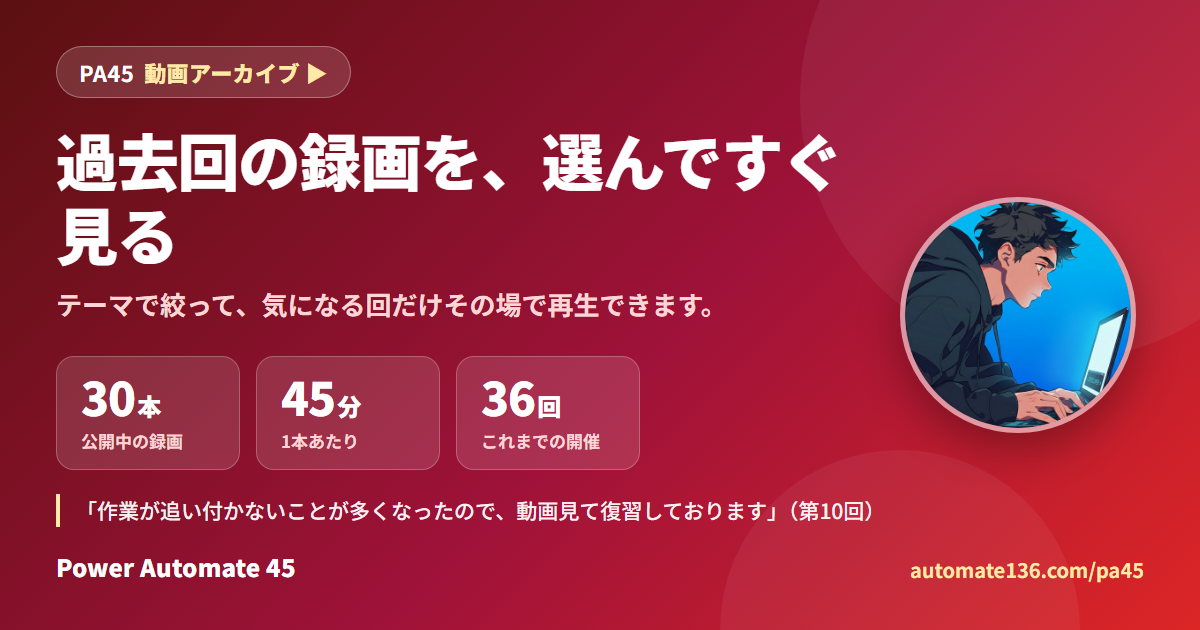 PA45 動画アーカイブ ▶
過去回の録画を、選んですぐ
見る
テーマで絞って、気になる回だけその場で再生できます。
30本
公開中の録画
45分
1本あたり
36回
これまでの開催
「作業が追い付かないことが多くなったので、動画見て復習しております」（第10回）
Power Automate 45
automate136.com/pa45